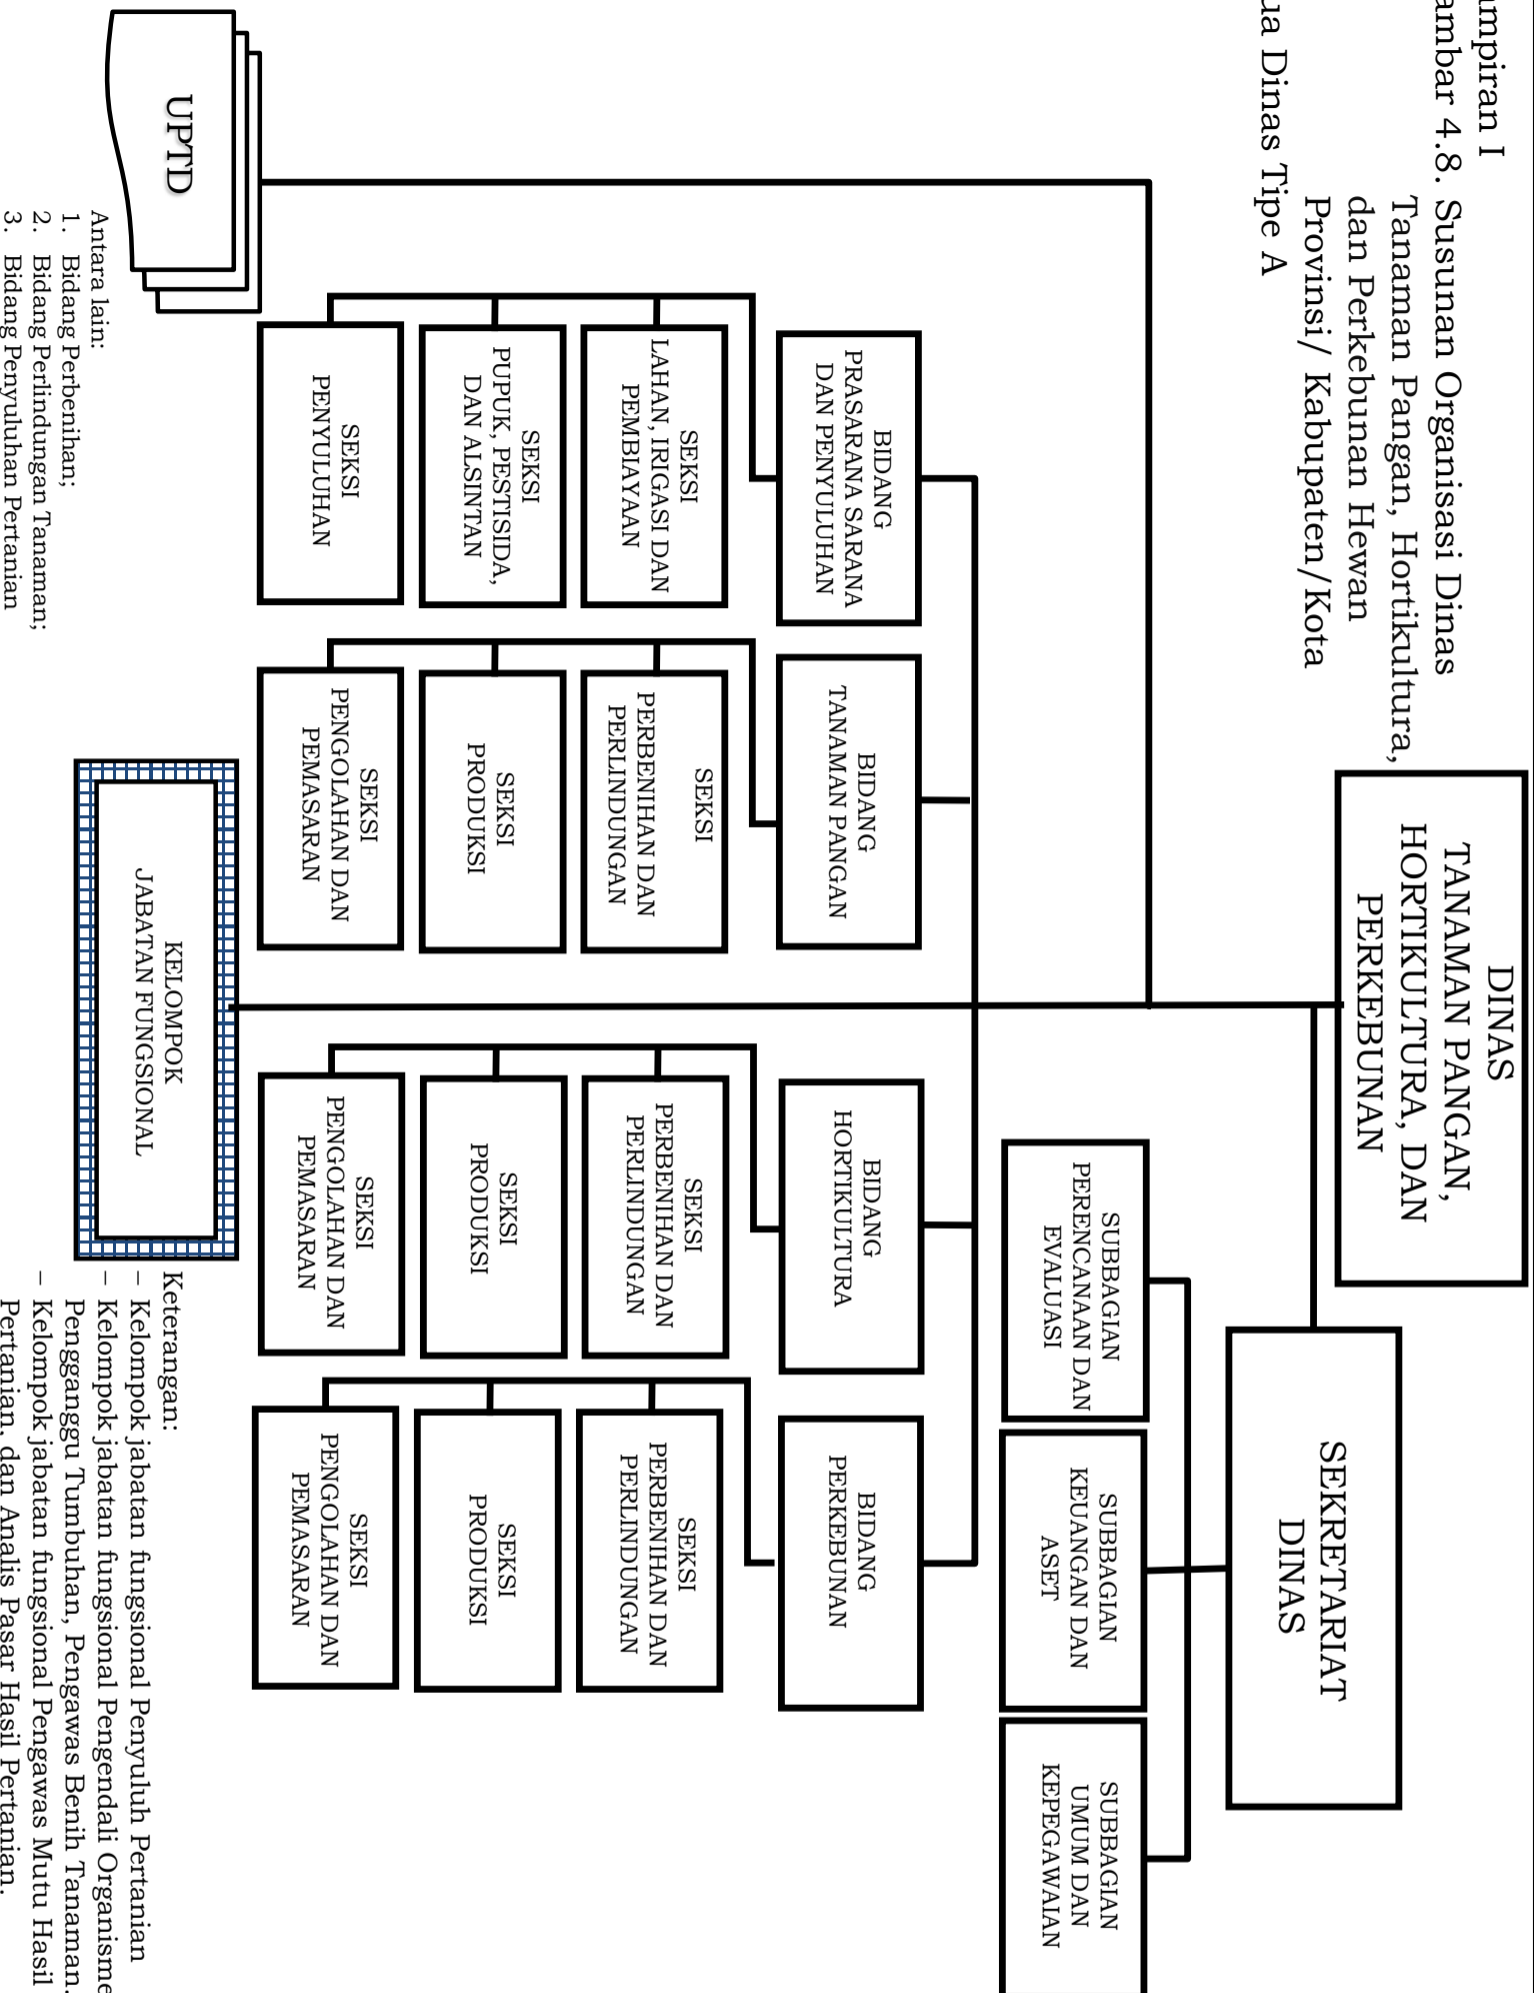 ampiran I
ambar 4.8. Susunan Organisasi Dinas
Tanaman Pangan, Hortikultura,
dan Perkebunan Hewan
Provinsi/ Kabupaten/Kota
ua Dinas Tipe A
DINAS
TANAMAN PANGAN,
HORTIKULTURA, DAN
PERKEBUNAN
SEKRETARIAT
DINAS
SUBBAGIAN
PERENCANAAN DAN
EVALUASI
SUBBAGIAN
KEUANGAN DAN
ASET
SUBBAGIAN
UMUM DAN
KEPEGAWAIAN
BIDANG
PRASARANA SARANA
DAN PENYULUHAN
BIDANG
TANAMAN PANGAN
BIDANG
HORTIKULTURA
BIDANG
PERKEBUNAN
SEKSI
LAHAN, IRIGASI DAN
PEMBIAYAAN
SEKSI
PERBENIHAN DAN
PERLINDUNGAN
SEKSI
PERBENIHAN DAN
PERLINDUNGAN
SEKSI
PERBENIHAN DAN
PERLINDUNGAN
SEKSI
PUPUK, PESTISIDA,
DAN ALSINTAN
SEKSI
PRODUKSI
SEKSI
PRODUKSI
SEKSI
PRODUKSI
SEKSI
PENYULUHAN
SEKSI
PENGOLAHAN DAN
PEMASARAN
SEKSI
PENGOLAHAN DAN
PEMASARAN
SEKSI
PENGOLAHAN DAN
PEMASARAN
UPTD
Antara lain:
1. Bidang Perbenihan;
2. Bidang Perlindungan Tanaman;
3. Bidang Penyuluhan Pertanian
KELOMPOK
JABATAN FUNGSIONAL
Keterangan:
– Kelompok jabatan fungsional Penyuluh Pertanian
– Kelompok jabatan fungsional Pengendali Organisme
Pengganggu Tumbuhan, Pengawas Benih Tanaman.
– Kelompok jabatan fungsional Pengawas Mutu Hasil
Pertanian, dan Analis Pasar Hasil Pertanian.